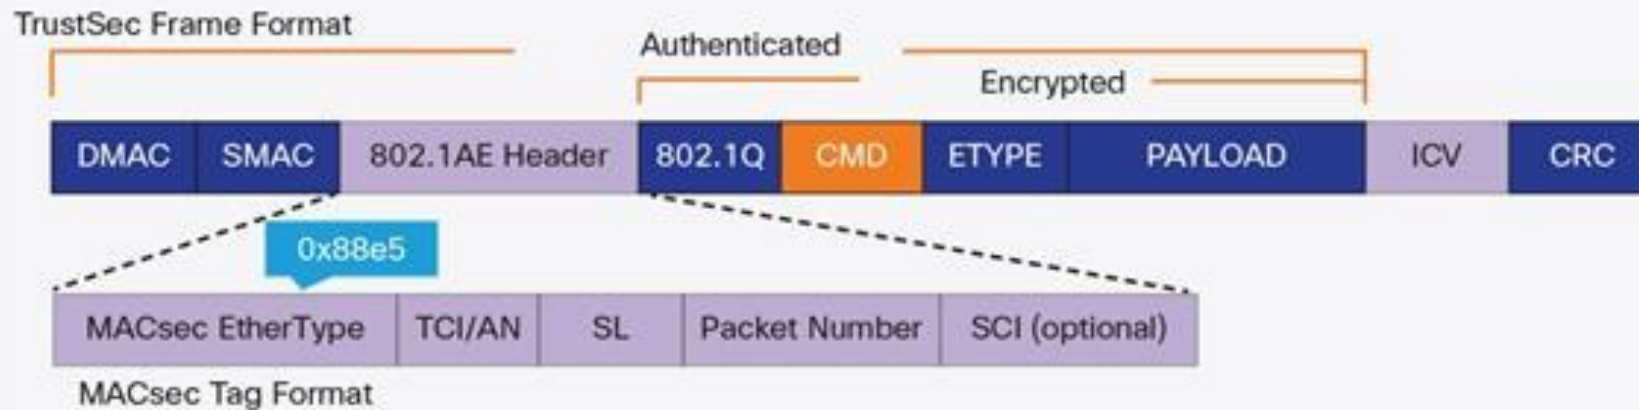 TrustSec Frame Format
Authenticated
Encrypted
DMAC SMAC 802.1AE Header 802.1Q CMD ETYPE PAYLOAD ICV CRC
0x88e5
MACsec EtherType TCI/AN SL Packet Number SCI (optional)
MACsec Tag Format